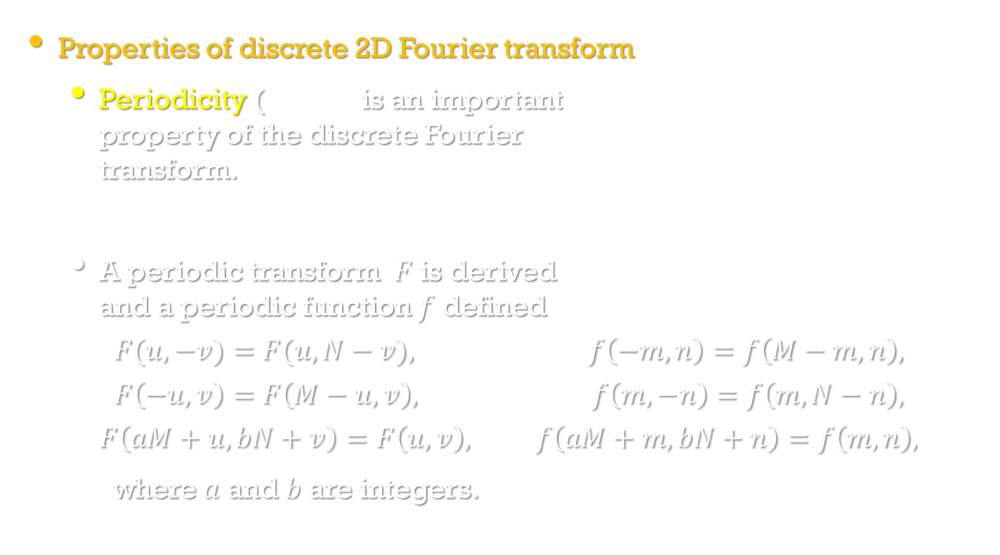 • Properties of discrete 2D Fourier transform
• Periodicity ( is an important
property of the discrete Fourier
transform.
• A periodic transform F is derived
and a periodic function f defined
F(u,−v) = F(u,N − v), f(−m,n) = f(M − m,n),
F(−u,v) = F(M − u,v), f(m,−n) = f(m,N − n),
F(aM + u,bN + v) = F(u,v), f(aM + m,bN + n) = f(m,n),
where a and b are integers.